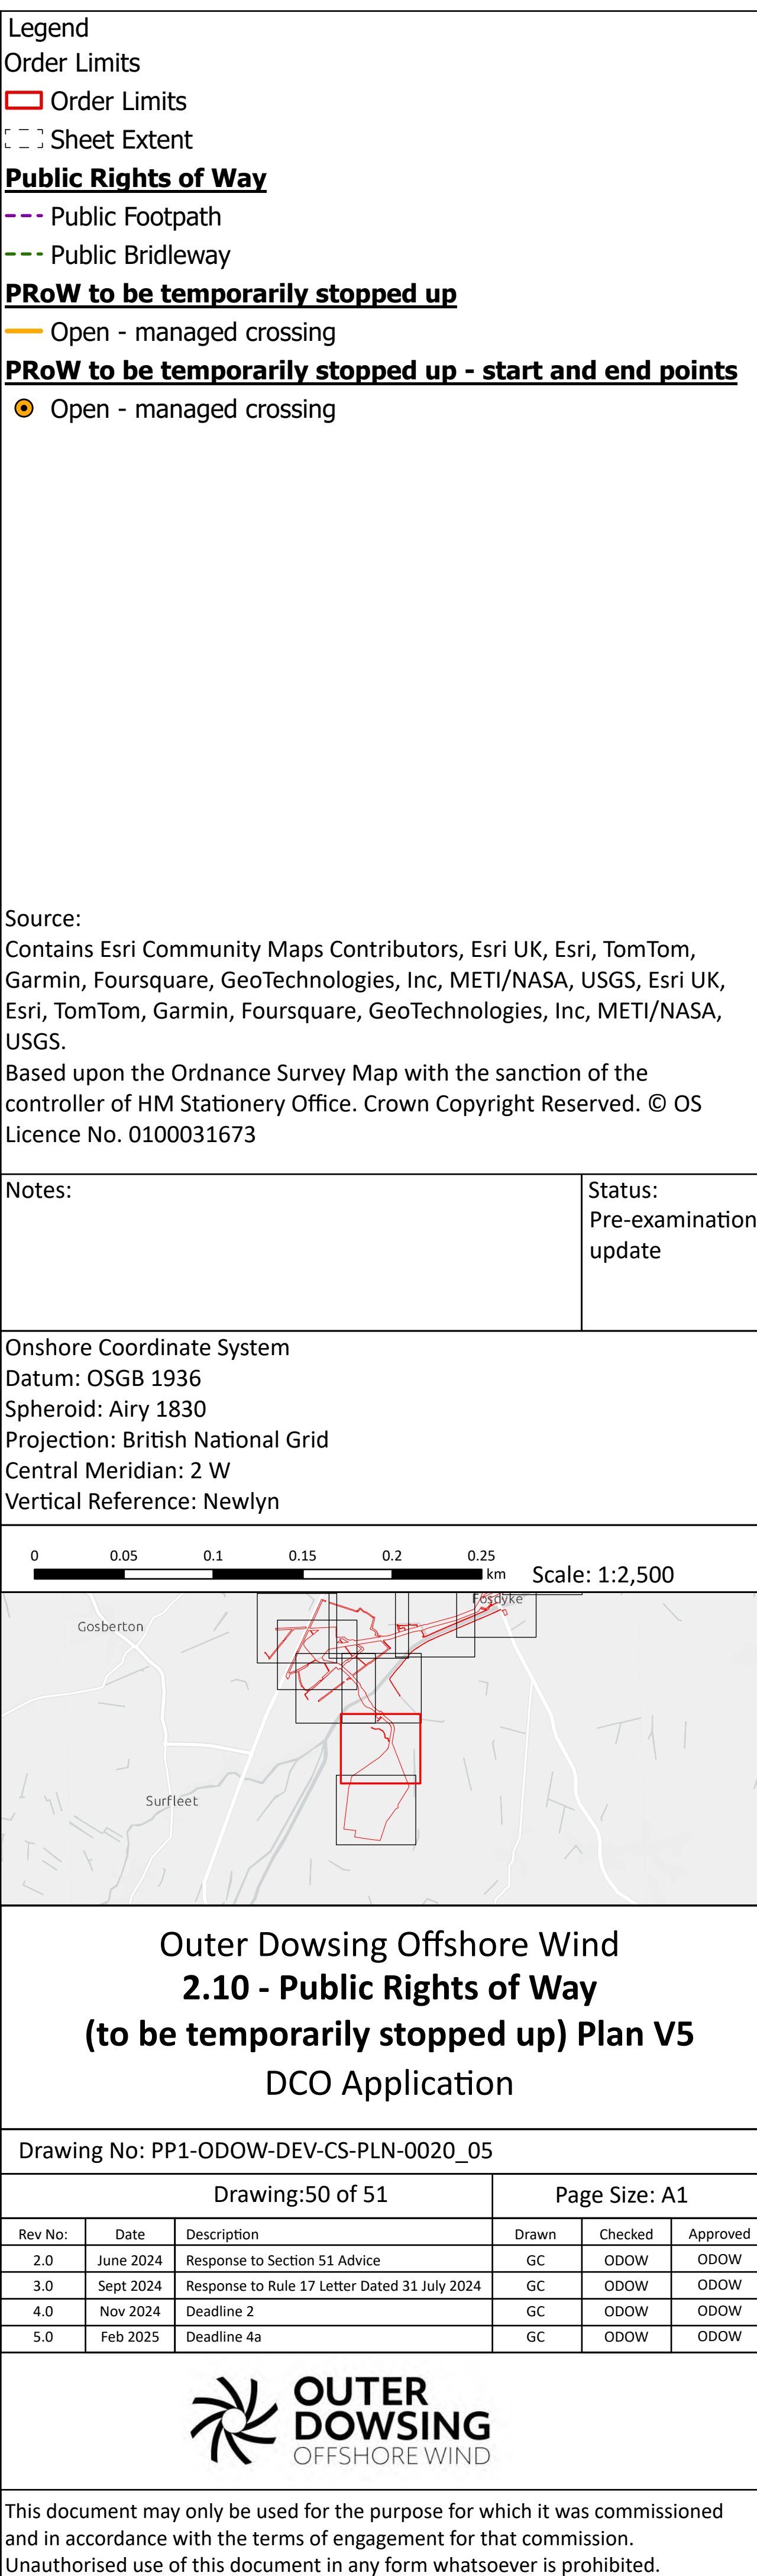 Legend
Order Limits
Order Limits
Sheet Extent
Public Rights of Way
Public Footpath
Public Bridleway
PRoW to be temporarily stopped up
Open - managed crossing
PRoW to be temporarily stopped up - start and end points
Open - managed crossing
Source:
Contains Esri Community Maps Contributors, Esri UK, Esri, TomTom,
Garmin, Foursquare, GeoTechnologies, Inc, METI/NASA, USGS, Esri UK,
Esri, TomTom, Garmin, Foursquare, GeoTechnologies, Inc, METI/NASA,
USGS.
Based upon the Ordnance Survey Map with the sanction of the
controller of HM Stationery Office. Crown Copyright Reserved. © OS
Licence No. 0100031673
Notes:
Status:
Pre-examination
update
Onshore Coordinate System
Datum: OSGB 1936
Spheroid: Airy 1830
Projection: British National Grid
Central Meridian: 2 W
Vertical Reference: Newlyn
0 0.05 0.1 0.15 0.2 0.25
km Scale: 1:2,500
Fosdyke
Gosberton
Surfleet
Outer Dowsing Offshore Wind
2.10 - Public Rights of Way
(to be temporarily stopped up) Plan V5
DCO Application
Drawing No: PP1-ODOW-DEV-CS-PLN-0020_05
Drawing:50 of 51 Page Size: A1
Rev No: Date Description Drawn Checked Approved
2.0 June 2024 Response to Section 51 Advice GC ODOW ODOW
3.0 Sept 2024 Response to Rule 17 Letter Dated 31 July 2024 GC ODOW ODOW
4.0 Nov 2024 Deadline 2 GC ODOW ODOW
5.0 Feb 2025 Deadline 4a GC ODOW ODOW
OUTER
DOWSING
OFFSHORE WIND
This document may only be used for the purpose for which it was commissioned
and in accordance with the terms of engagement for that commission.
Unauthorised use of this document in any form whatsoever is prohibited.